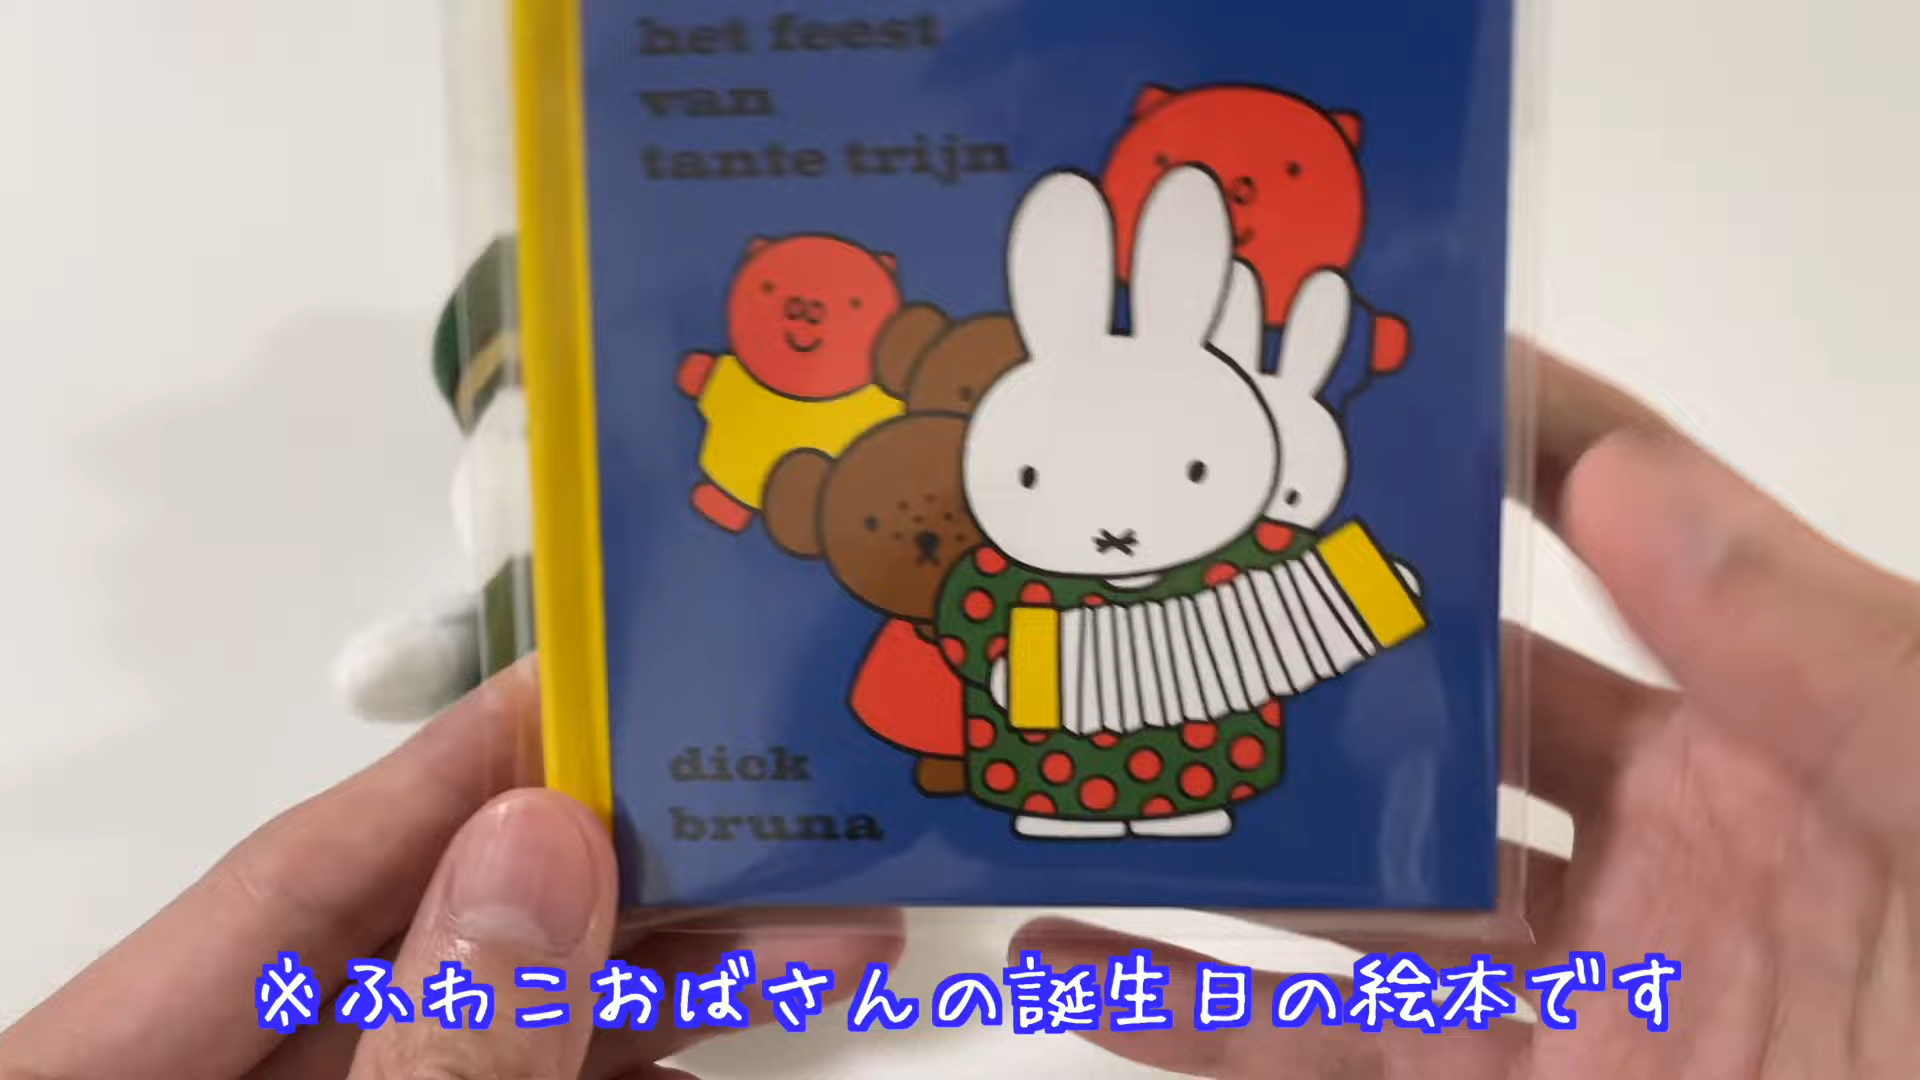 het feest
van
tante trijn
dick
bruna
※ふわこおばさんの誕生日の絵本です